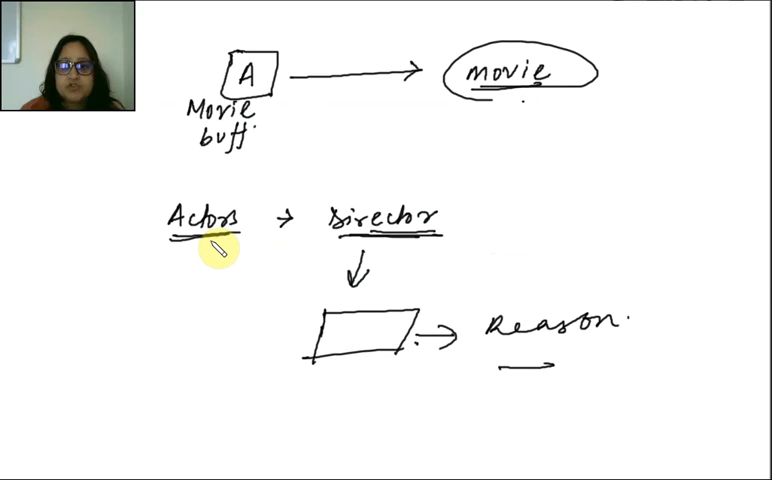 A
movie
Movie
buff.
Actors
Director
Reason.